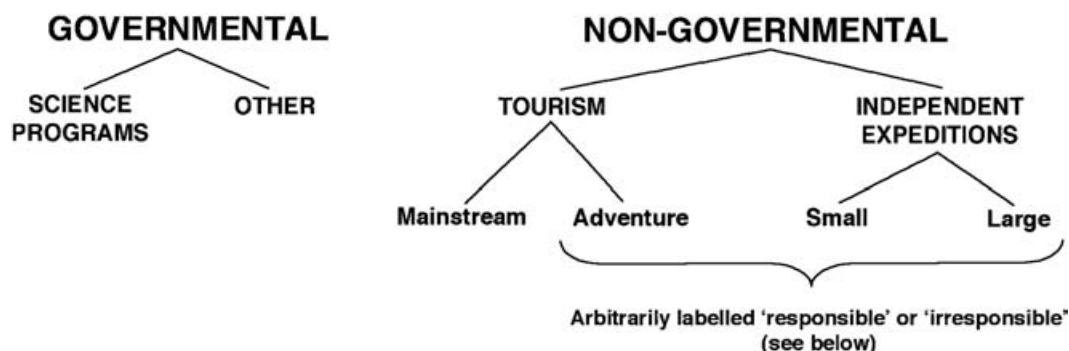 GOVERNMENTAL
NON-GOVERNMENTAL
SCIENCE
PROGRAMS
OTHER
TOURISM
INDEPENDENT
EXPEDITIONS
Mainstream
Adventure
Small
Large
Arbitrarily labelled ‘responsible’ or ‘irresponsible”
(see below)